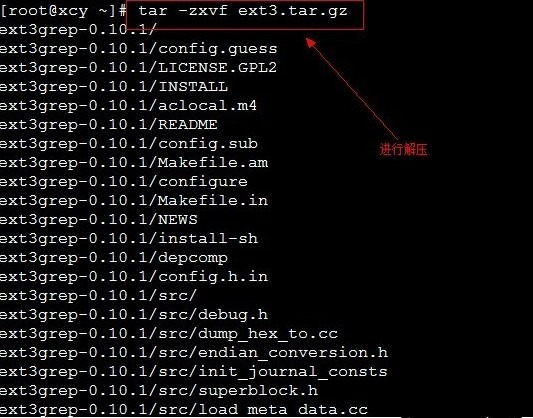 [root@xcy ~]# tar -zxvf ext3.tar.gz
ext3grep-0.10.1/
ext3grep-0.10.1/config.guess
ext3grep-0.10.1/LICENSE.GPL2
ext3grep-0.10.1/INSTALL
ext3grep-0.10.1/aclocal.m4
ext3grep-0.10.1/README
进行解压
ext3grep-0.10.1/config.sub
ext3grep-0.10.1/Makefile.am
ext3grep-0.10.1/configure
ext3grep-0.10.1/Makefile.in
ext3grep-0.10.1/NEWS
ext3grep-0.10.1/install-sh
ext3grep-0.10.1/depcomp
ext3grep-0.10.1/config.h.in
ext3grep-0.10.1/src/
ext3grep-0.10.1/src/debug.h
ext3grep-0.10.1/src/dump_hex_to.cc
ext3grep-0.10.1/src/endian_conversion.h
ext3grep-0.10.1/src/init_journal_consts
ext3grep-0.10.1/src/superblock.h
ext3grep-0.10.1/src/load_meta_data.cc